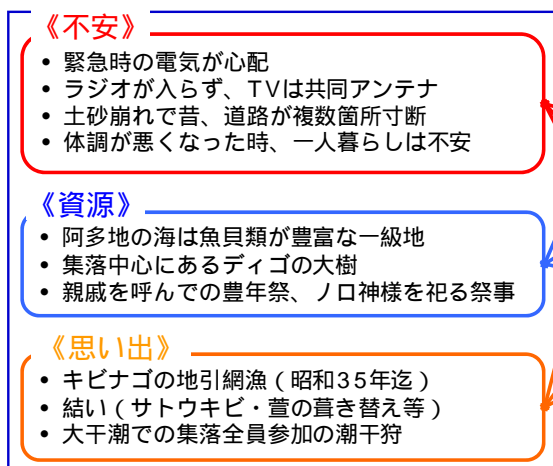 《不安》
• 緊急時の電気が心配
• ラジオが入らず、TVは共同アンテナ
• 土砂崩れで昔、道路が複数箇所寸断
• 体調が悪くなった時、一人暮らしは不安
《資源》
• 阿多地の海は魚貝類が豊富な一級地
• 集落中心にあるディゴの大樹
• 親戚を呼んでの豊年祭、ノロ神様を祀る祭事
《思い出》
• キビナゴの地引網漁（昭和35年迄）
• 結い（サトウキビ・萱の葺き替え等）
• 大干潮での集落全員参加の潮干狩